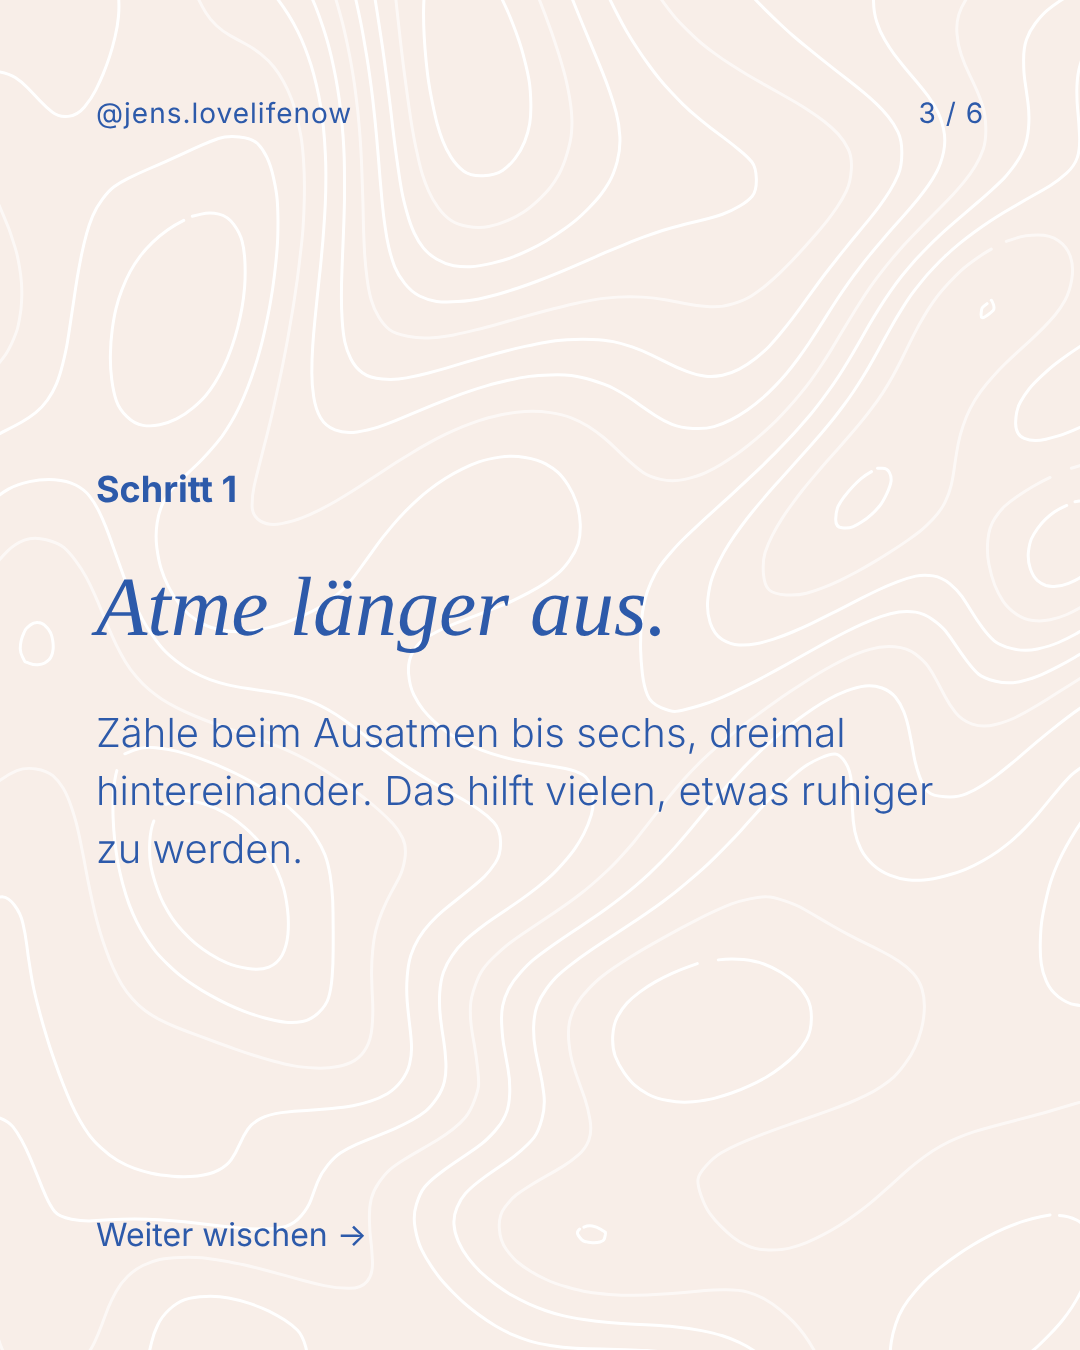 @jens.lovelifenow
3 / 6
Schritt 1
Atme länger aus.
Zähle beim Ausatmen bis sechs, dreimal
hintereinander. Das hilft vielen, etwas ruhiger
zu werden.
Weiter wischen →